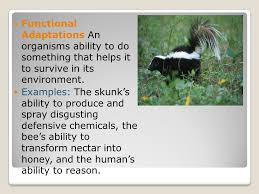 Functional
Adaptations An
organisms ability to do
something that helps it
to survive in its
environment.
Examples: The skunk's
ability to produce and
spray disgusting
defensive chemicals, the
bee's ability to
transform nectar into
honey, and the human's
ability to reason.